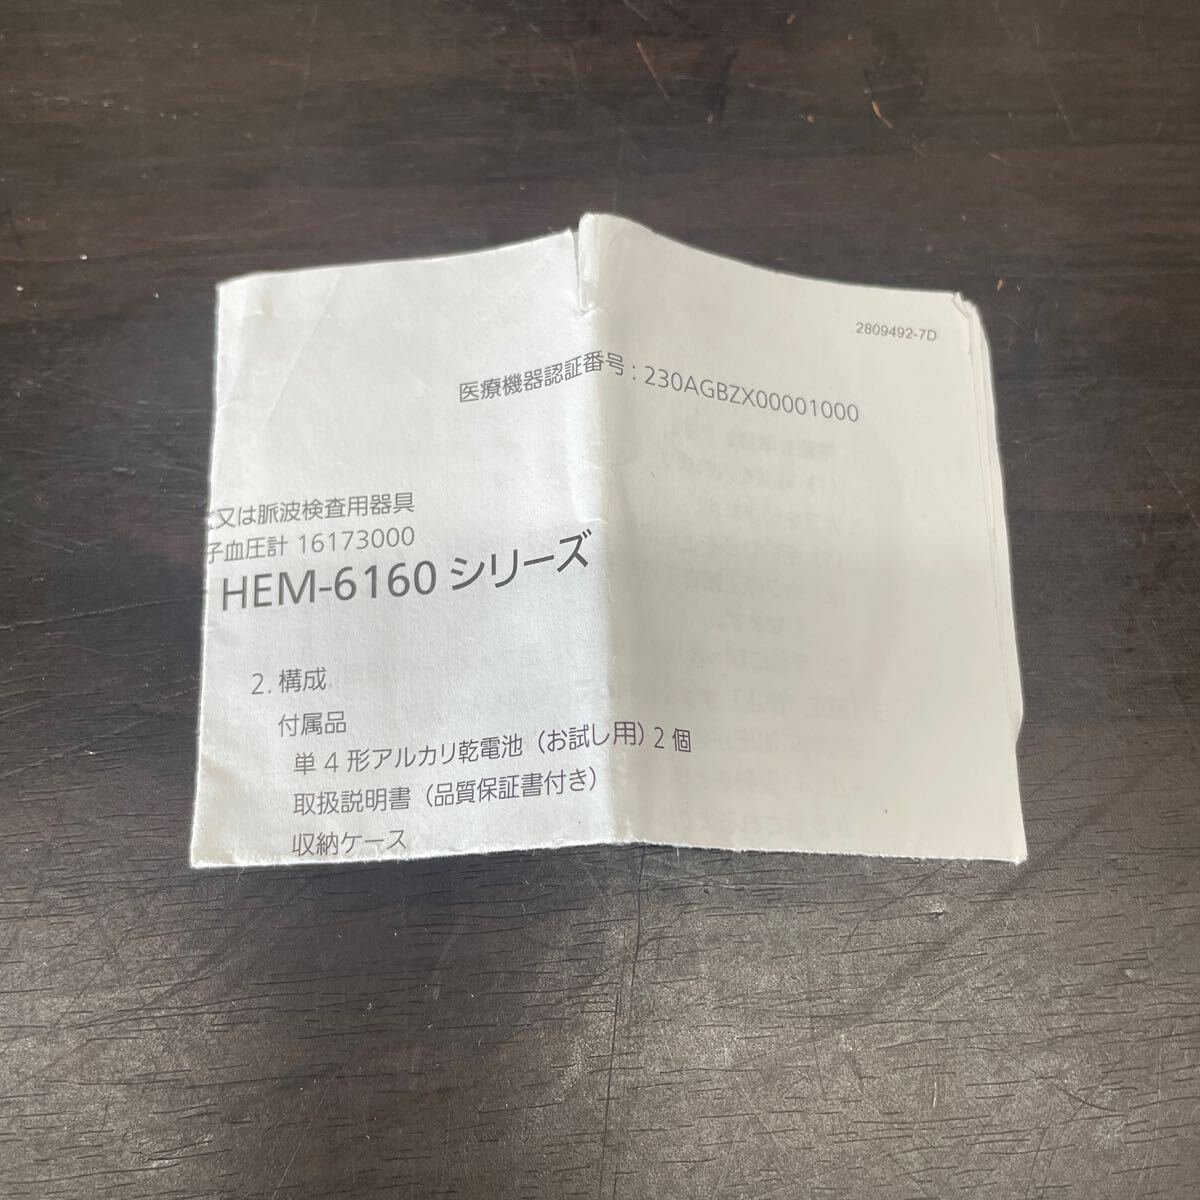 2809492-7D
医療機器認証番号：230AGBZX00001000
又は脈波検査用器具
子血圧計 16173000
HEM-6160 シリーズ
2. 構成
付属品
単4形アルカリ乾電池（お試し用）2個
取扱説明書（品質保証書付き）
収納ケース